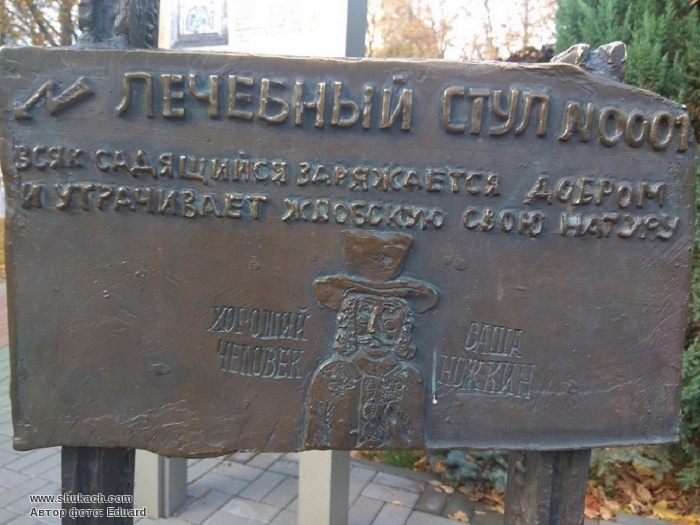 ЛЕЧЕБНЫЙ СТУЛ №0001
ВСЯК САДЯЩИЙСЯ ЗАРЯЖАЕТСЯ ДОБРОМ
И УТРАЧИВАЕТ ЖЛОБСКУЮ СВОЮ НАТУРУ
ХОРОШИЙ
ЧЕЛОВЕК
САША
НОЖКИН
www.shukach.com
Автор фото: Eduard